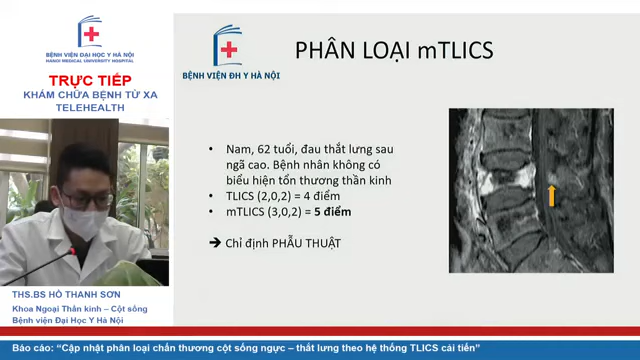 BỆNH VIỆN ĐẠI HỌC Y HÀ NỘI
HANOI MEDICAL UNIVERSITY HOSPITAL
TRỰC TIẾP
KHÁM CHỮA BỆNH TỪ XA
TELEHEALTH
THS.BS HỒ THANH SƠN
Khoa Ngoại Thần kinh – Cột sống
Bệnh viện Đại Học Y Hà Nội
BỆNH VIỆN ĐH Y HÀ NỘI
PHÂN LOẠI mTLICS
• Nam, 62 tuổi, đau thắt lưng sau
ngã cao. Bệnh nhân không có
biểu hiện tổn thương thần kinh
• TLICS (2,0,2) = 4 điểm
• mTLICS (3,0,2) = 5 điểm
➔ Chỉ định PHẪU THUẬT
Báo cáo: “Cập nhật phân loại chấn thương cột sống ngực – thắt lưng theo hệ thống TLICS cải tiến”